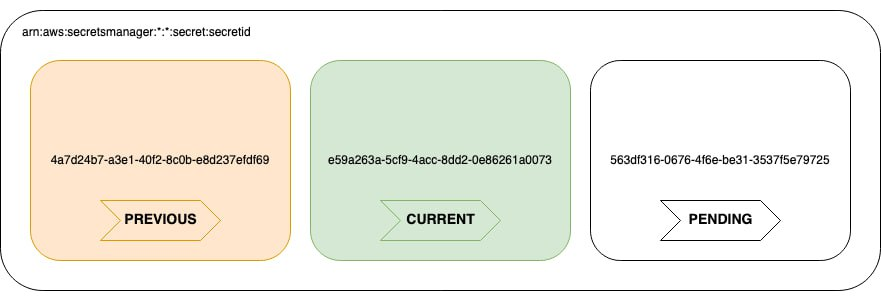 arn:aws:secretsmanager:*:*:secret:secretid
4a7d24b7-a3e1-40f2-8c0b-e8d237efdf69
e59a263a-5cf9-4acc-8dd2-0e86261a0073
563df316-0676-4f6e-be31-3537f5e79725
PREVIOUS
CURRENT
PENDING